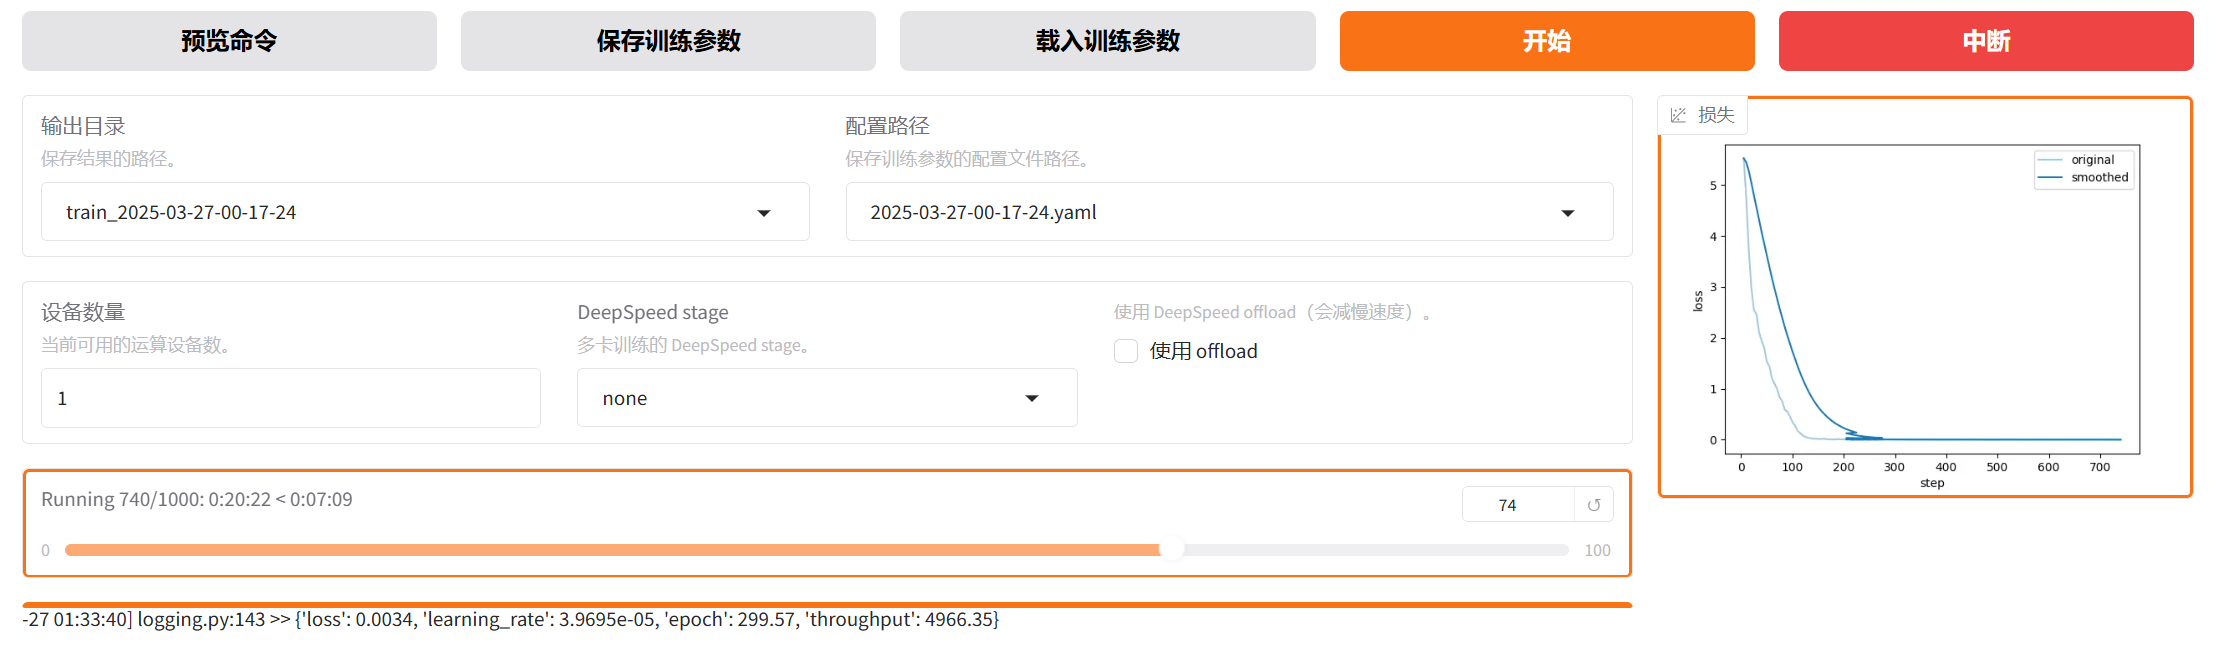 预览命令
保存训练参数
载入训练参数
开始
中断
输出目录
保存结果的路径。
train_2025-03-27-00-17-24
配置路径
保存训练参数的配置文件路径。
2025-03-27-00-17-24.yaml
设备数量
当前可用的运算设备数。
1
DeepSpeed stage
多卡训练的 DeepSpeed stage。
none
使用 DeepSpeed offload（会减慢速度）。
使用 offload
Running 740/1000: 0:20:22 < 0:07:09
74
↺
0
100
-27 01:33:40] logging.py:143 >> {'loss': 0.0034, 'learning_rate': 3.9695e-05, 'epoch': 299.57, 'throughput': 4966.35}
损失
original
smoothed
loss
5
4
3
2
1
0
0 100 200 300 400 500 600 700
step